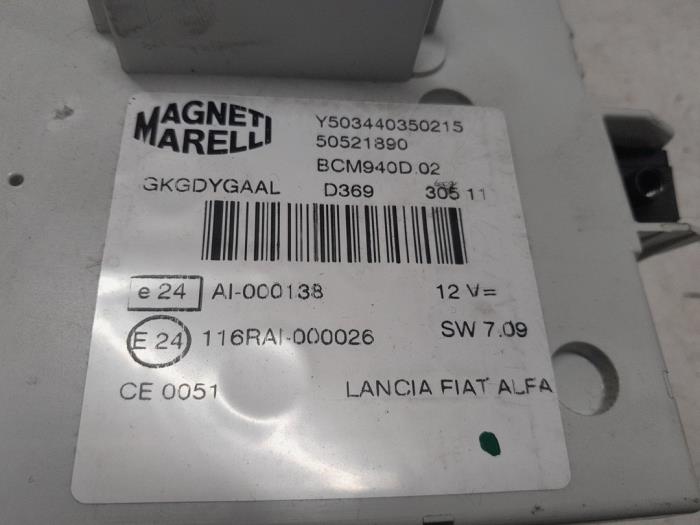 MAGNETI
MARELLI
Y503440350215
50521890
BCM940D.02
GKGDYGAAL D369 305 11
e 24 AI-000138 12 V=
E 24 116RAI-000026 SW 7.09
CE 0051 LANCIA FIAT ALFA